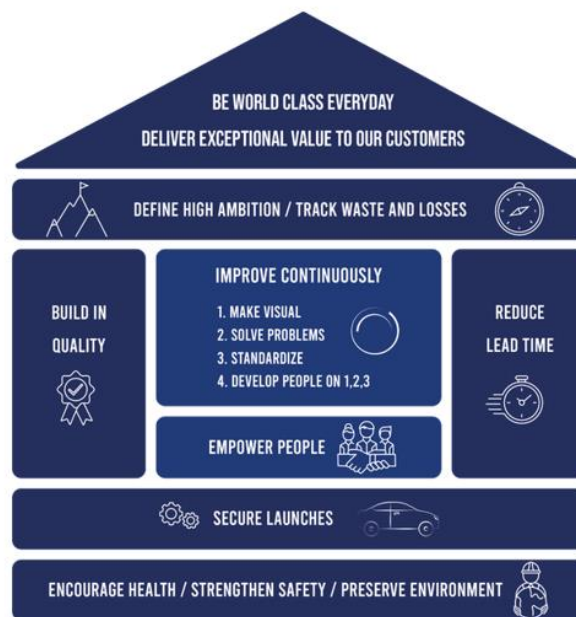 BE WORLD CLASS EVERYDAY
DELIVER EXCEPTIONAL VALUE TO OUR CUSTOMERS
DEFINE HIGH AMBITION / TRACK WASTE AND LOSSES
BUILD IN
QUALITY
IMPROVE CONTINUOUSLY
1. MAKE VISUAL
2. SOLVE PROBLEMS
3. STANDARDIZE
4. DEVELOP PEOPLE ON 1,2,3
REDUCE
LEAD TIME
EMPOWER PEOPLE
SECURE LAUNCHES
ENCOURAGE HEALTH / STRENGTHEN SAFETY / PRESERVE ENVIRONMENT